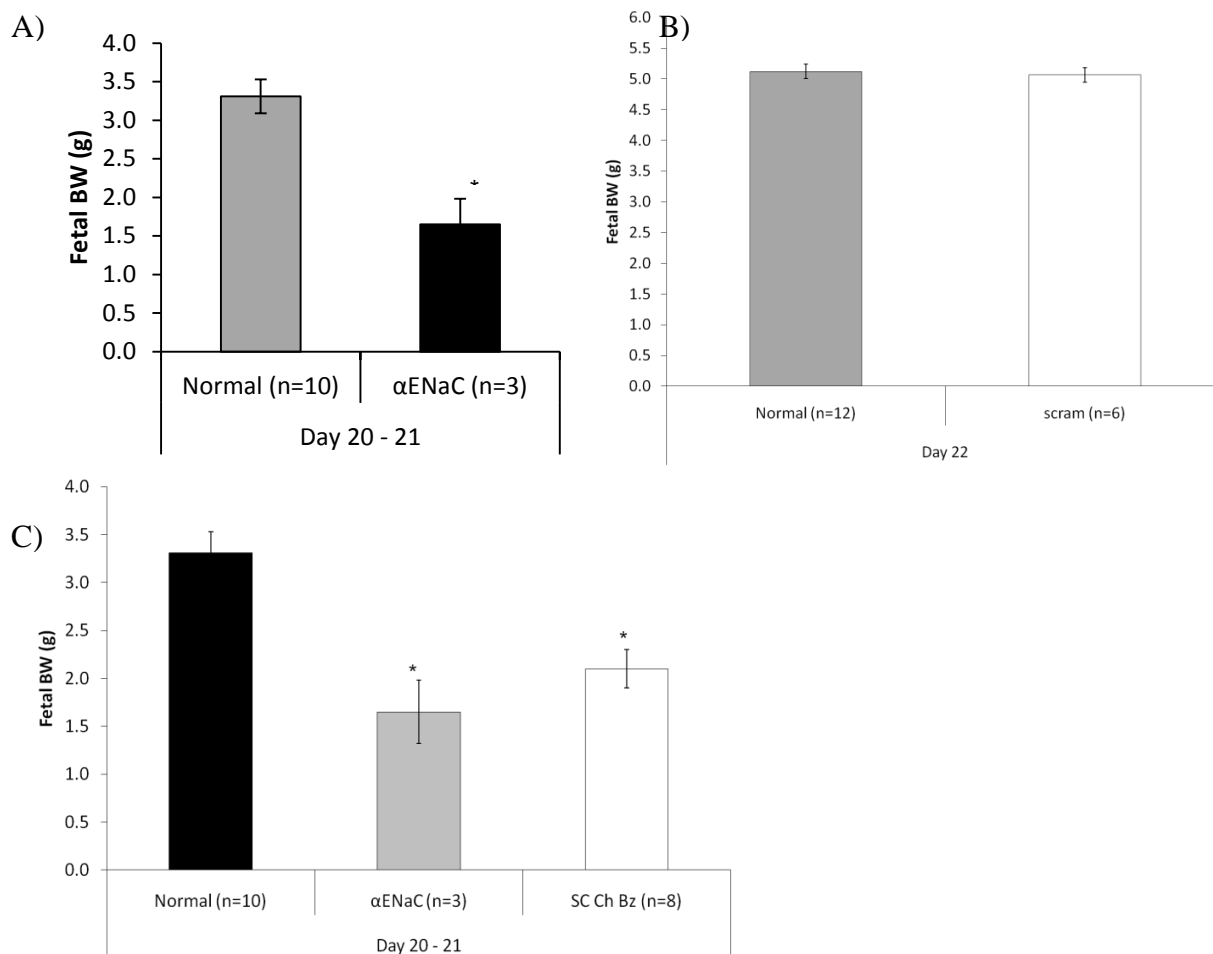 A)
4.0
3.5
3.0
2.5
2.0
1.5
1.0
0.5
0.0
Fetal BW (g)
*
Normal (n=10)
αENaC (n=3)
Day 20 - 21
B)
6.0
5.5
5.0
4.5
4.0
3.5
3.0
2.5
2.0
1.5
1.0
0.5
0.0
Fetal BW (g)
Normal (n=12)
scram (n=6)
Day 22
C)
4.0
3.5
3.0
2.5
2.0
1.5
1.0
0.5
0.0
Fetal BW (g)
*
*
Normal (n=10)
αENaC (n=3)
SC Ch Bz (n=8)
Day 20 - 21